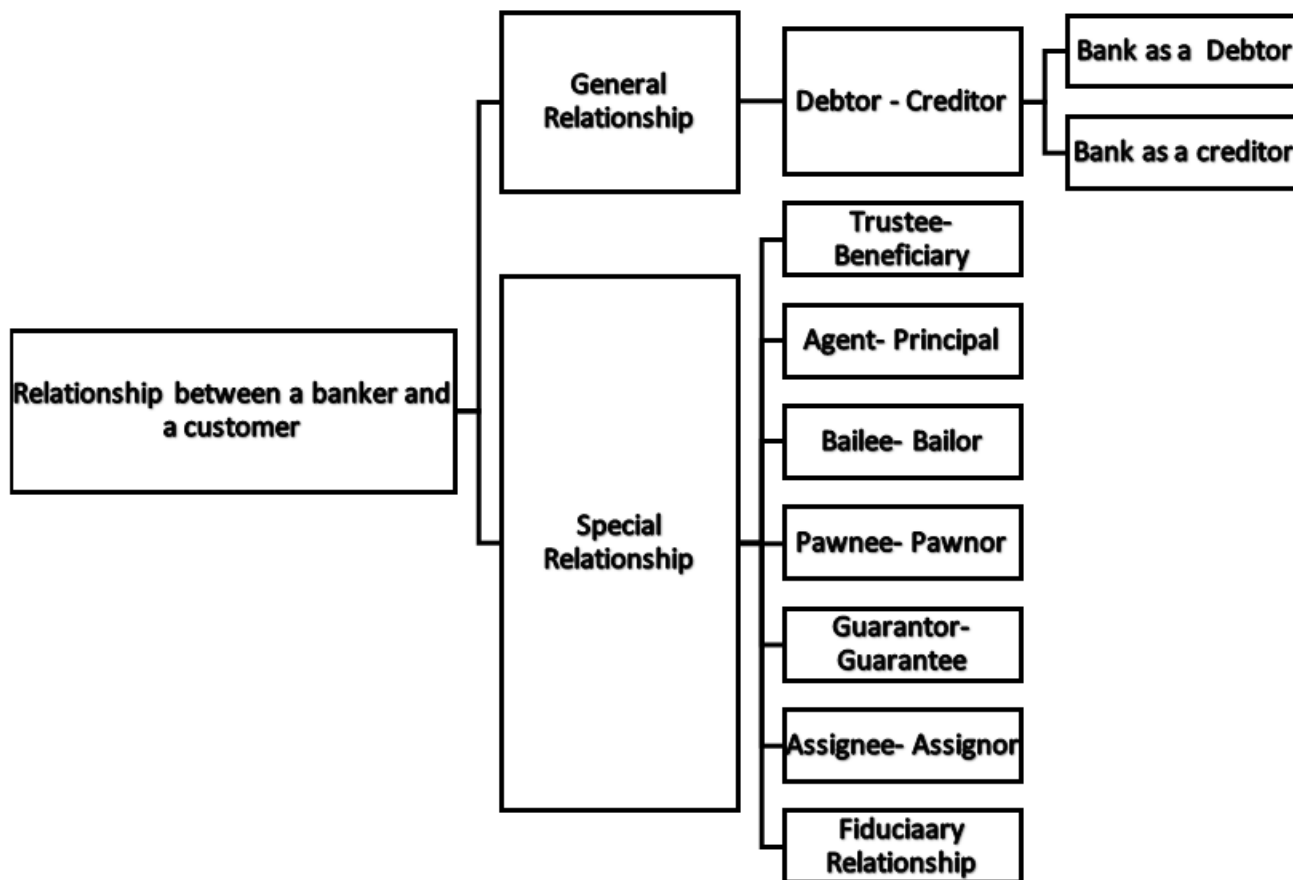 Relationship between a banker and
a customer
General
Relationship
Debtor - Creditor
Bank as a Debtor
Bank as a creditor
Special
Relationship
Trustee-
Beneficiary
Agent- Principal
Bailee- Bailor
Pawnee- Pawnor
Guarantor-
Guarantee
Assignee- Assignor
Fiduciaary
Relationship